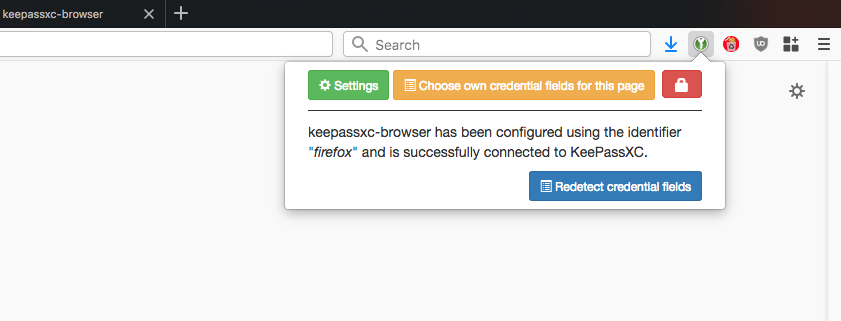 keepassxc-browser
Search
Settings
Choose own credential fields for this page
keepassxc-browser has been configured using the identifier
"firefox" and is successfully connected to KeePassXC.
Redetect credential fields